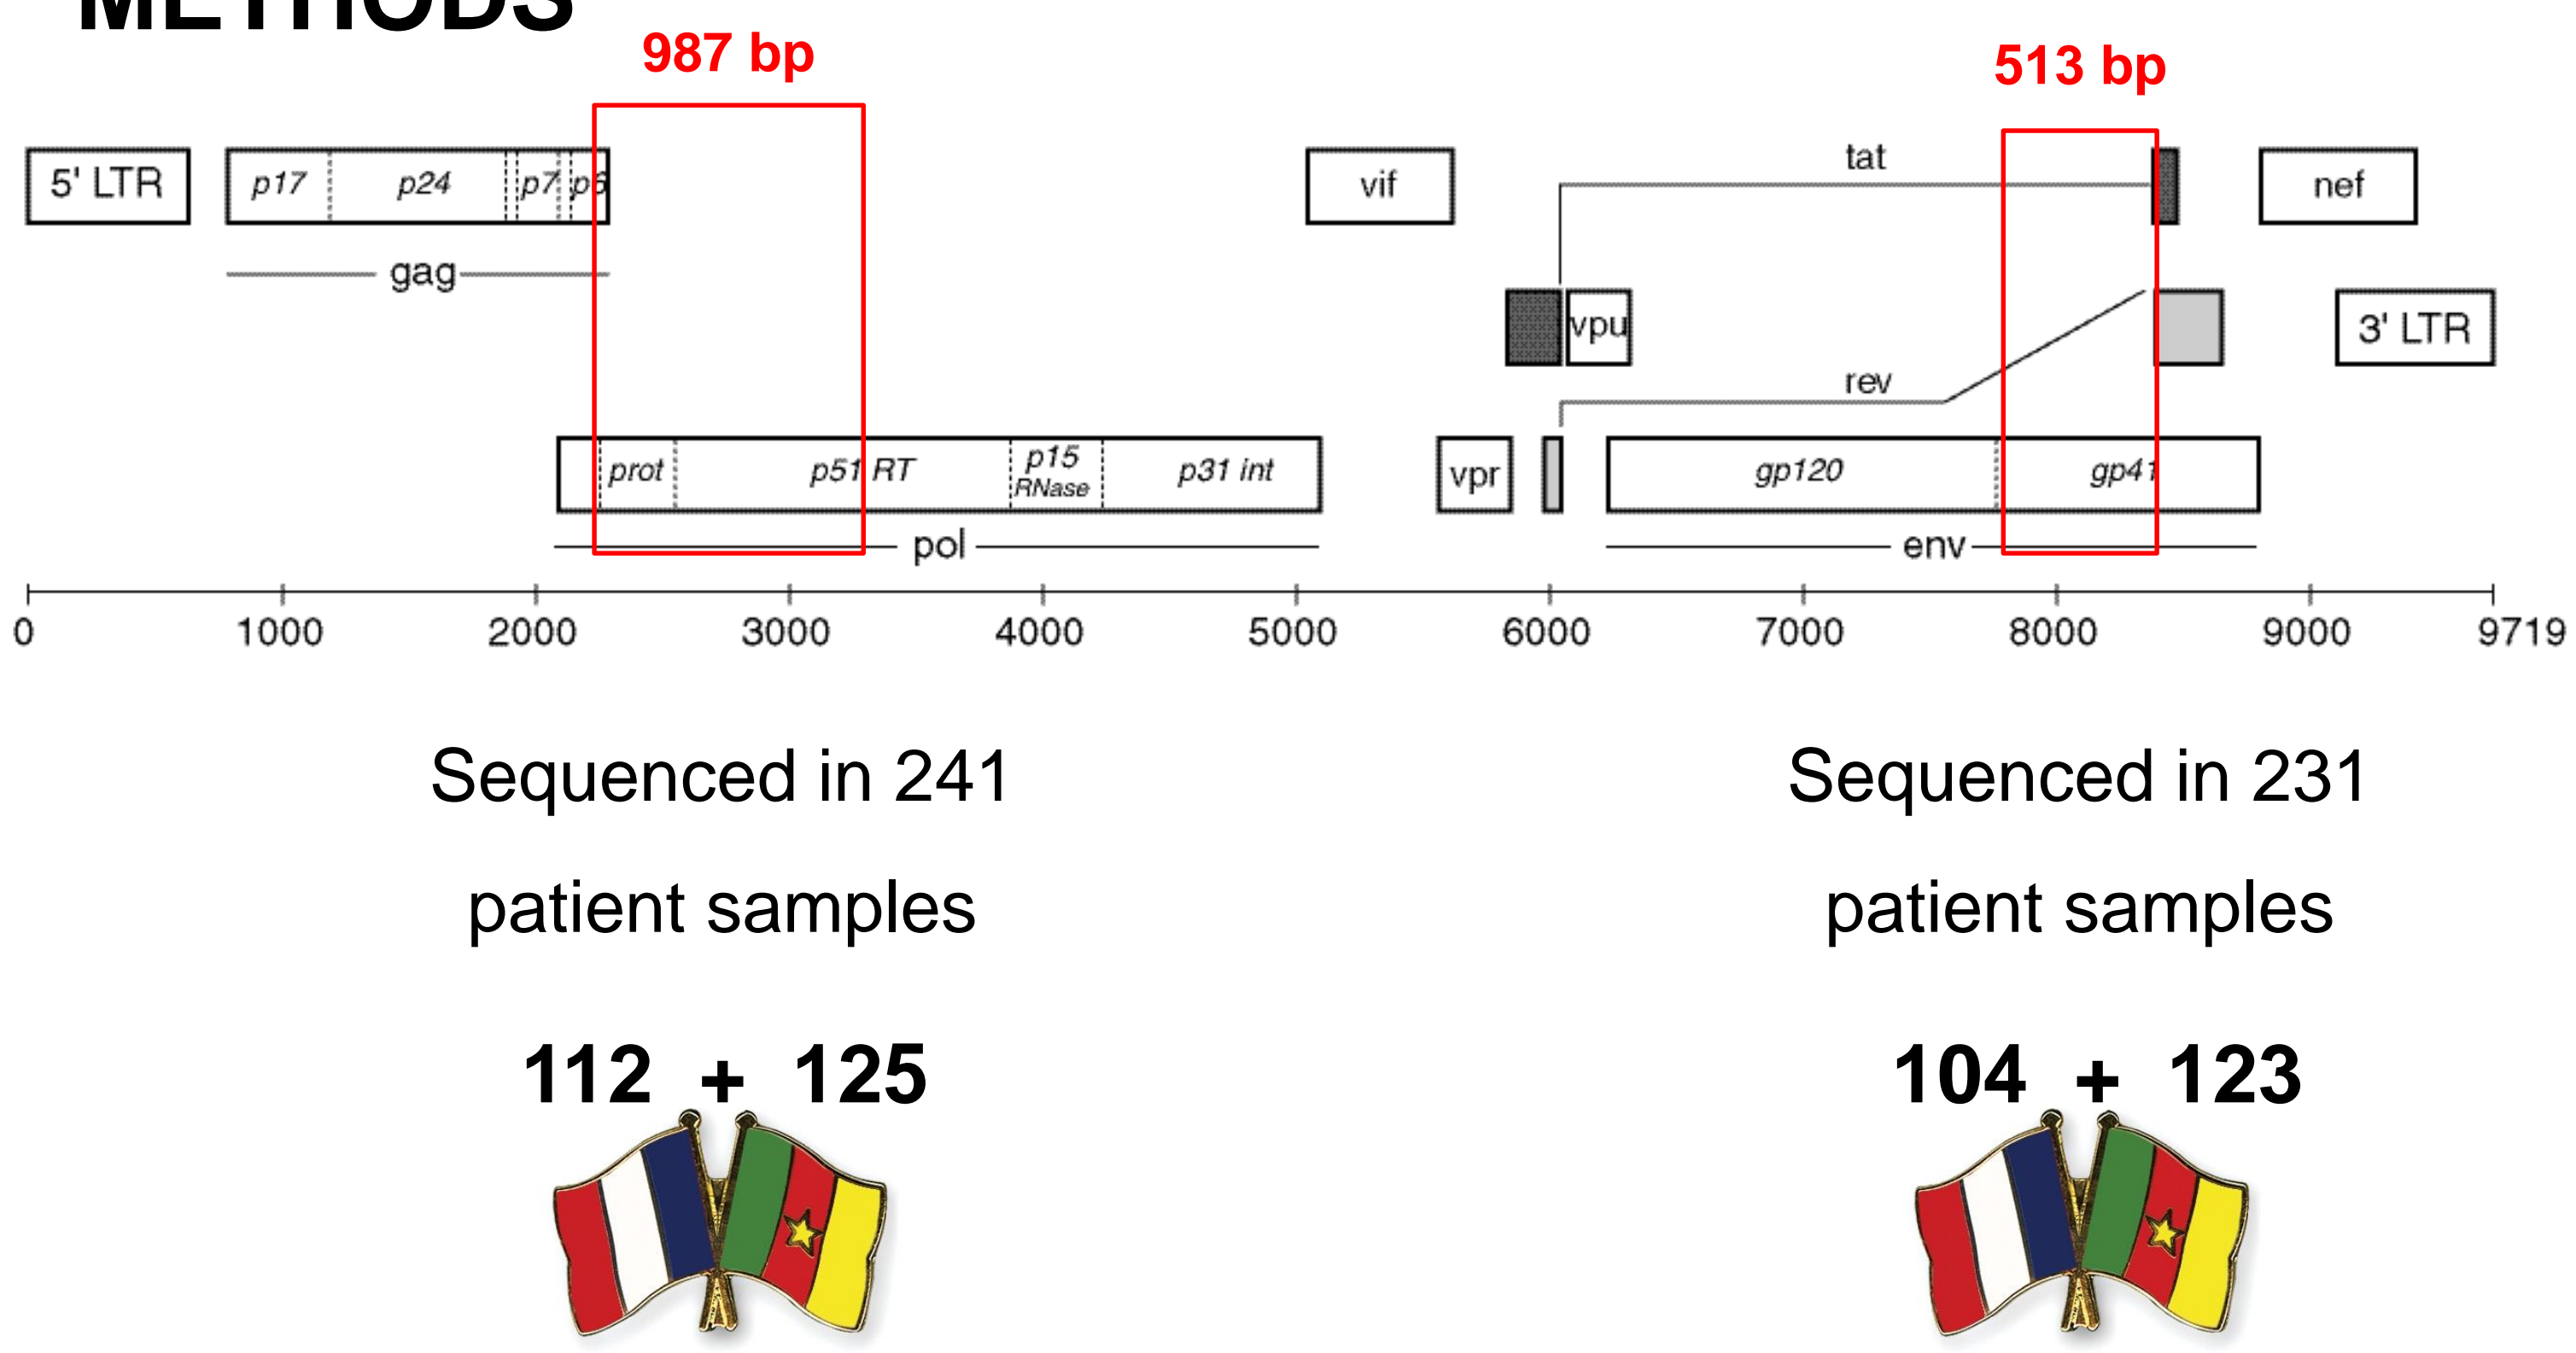 METHODS
987 bp
513 bp
5' LTR
p17
p24
p7
p6
vif
tat
nef
gag
vpu
3' LTR
rev
prot
p51 RT
p15
RNase
p31 int
vpr
gp120
gp41
pol
env
0 1000 2000 3000 4000 5000 6000 7000 8000 9000 9719
Sequenced in 241
patient samples
112 + 125
Sequenced in 231
patient samples
104 + 123